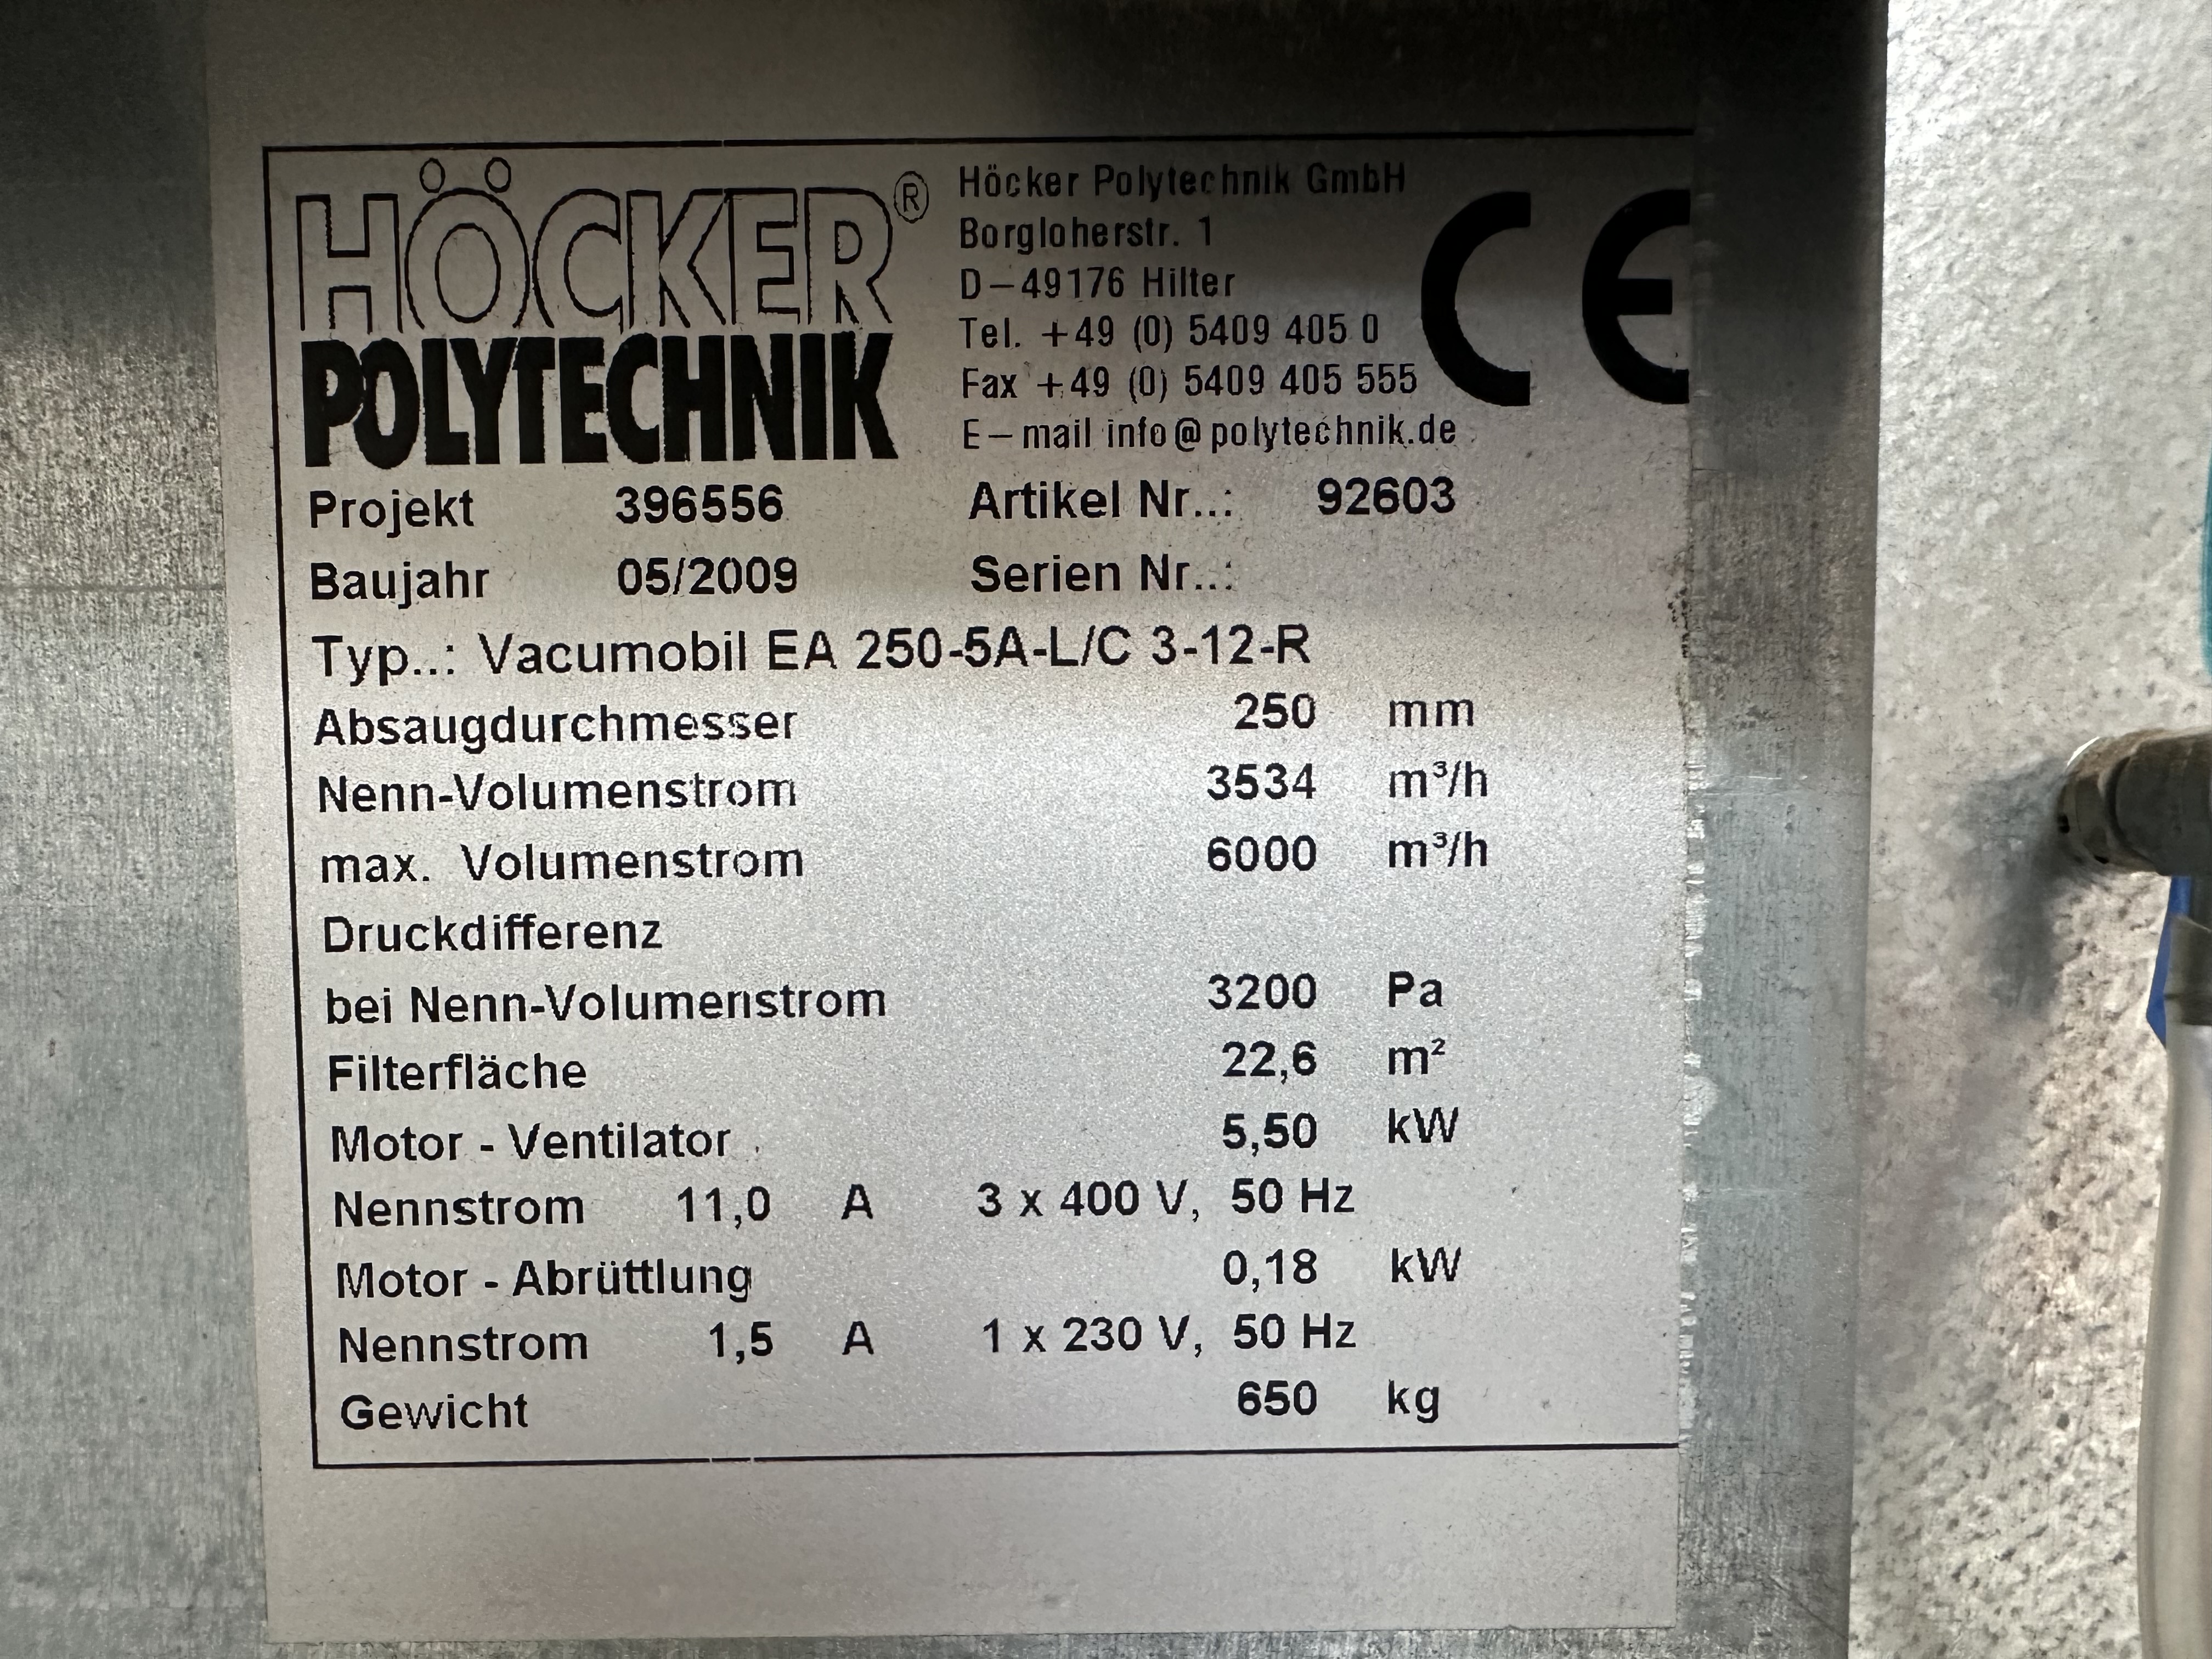 HÖCKER®
POLYTECHNIK
Höcker Polytechnik GmbH
Borgloherstr. 1
D-49176 Hilter
Tel. +49 (0) 5409 405 0
Fax +49 (0) 5409 405 555
E-mail info@polytechnik.de
CE
Projekt 396556 Artikel Nr..: 92603
Baujahr 05/2009 Serien Nr..:
Typ..: Vacumobil EA 250-5A-L/C 3-12-R
Absaugdurchmesser 250 mm
Nenn-Volumenstrom 3534 m³/h
max. Volumenstrom 6000 m³/h
Druckdifferenz
bei Nenn-Volumenstrom 3200 Pa
Filterfläche 22,6 m²
Motor - Ventilator 5,50 kW
Nennstrom 11,0 A 3 x 400 V, 50 Hz
Motor - Abrüttlung 0,18 kW
Nennstrom 1,5 A 1 x 230 V, 50 Hz
Gewicht 650 kg